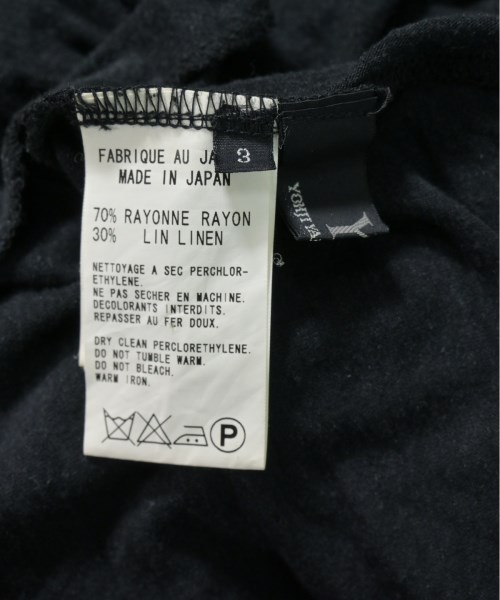 3
FABRIQUE AU
MADE IN JAPAN
70% RAYONNE RAYON
30% LIN LINEN
NETTOYAGE A SEC PERCHLOR-
ETHYLENE.
NE PAS SECHER EN MACHINE.
DECOLORANTS INTERDITS.
REPASSER AU FER DOUX.
DRY CLEAN PERCLORETHYLENE.
DO NOT TUMBLE WARM.
DO NOT BLEACH.
WARM IRON.
P
Y